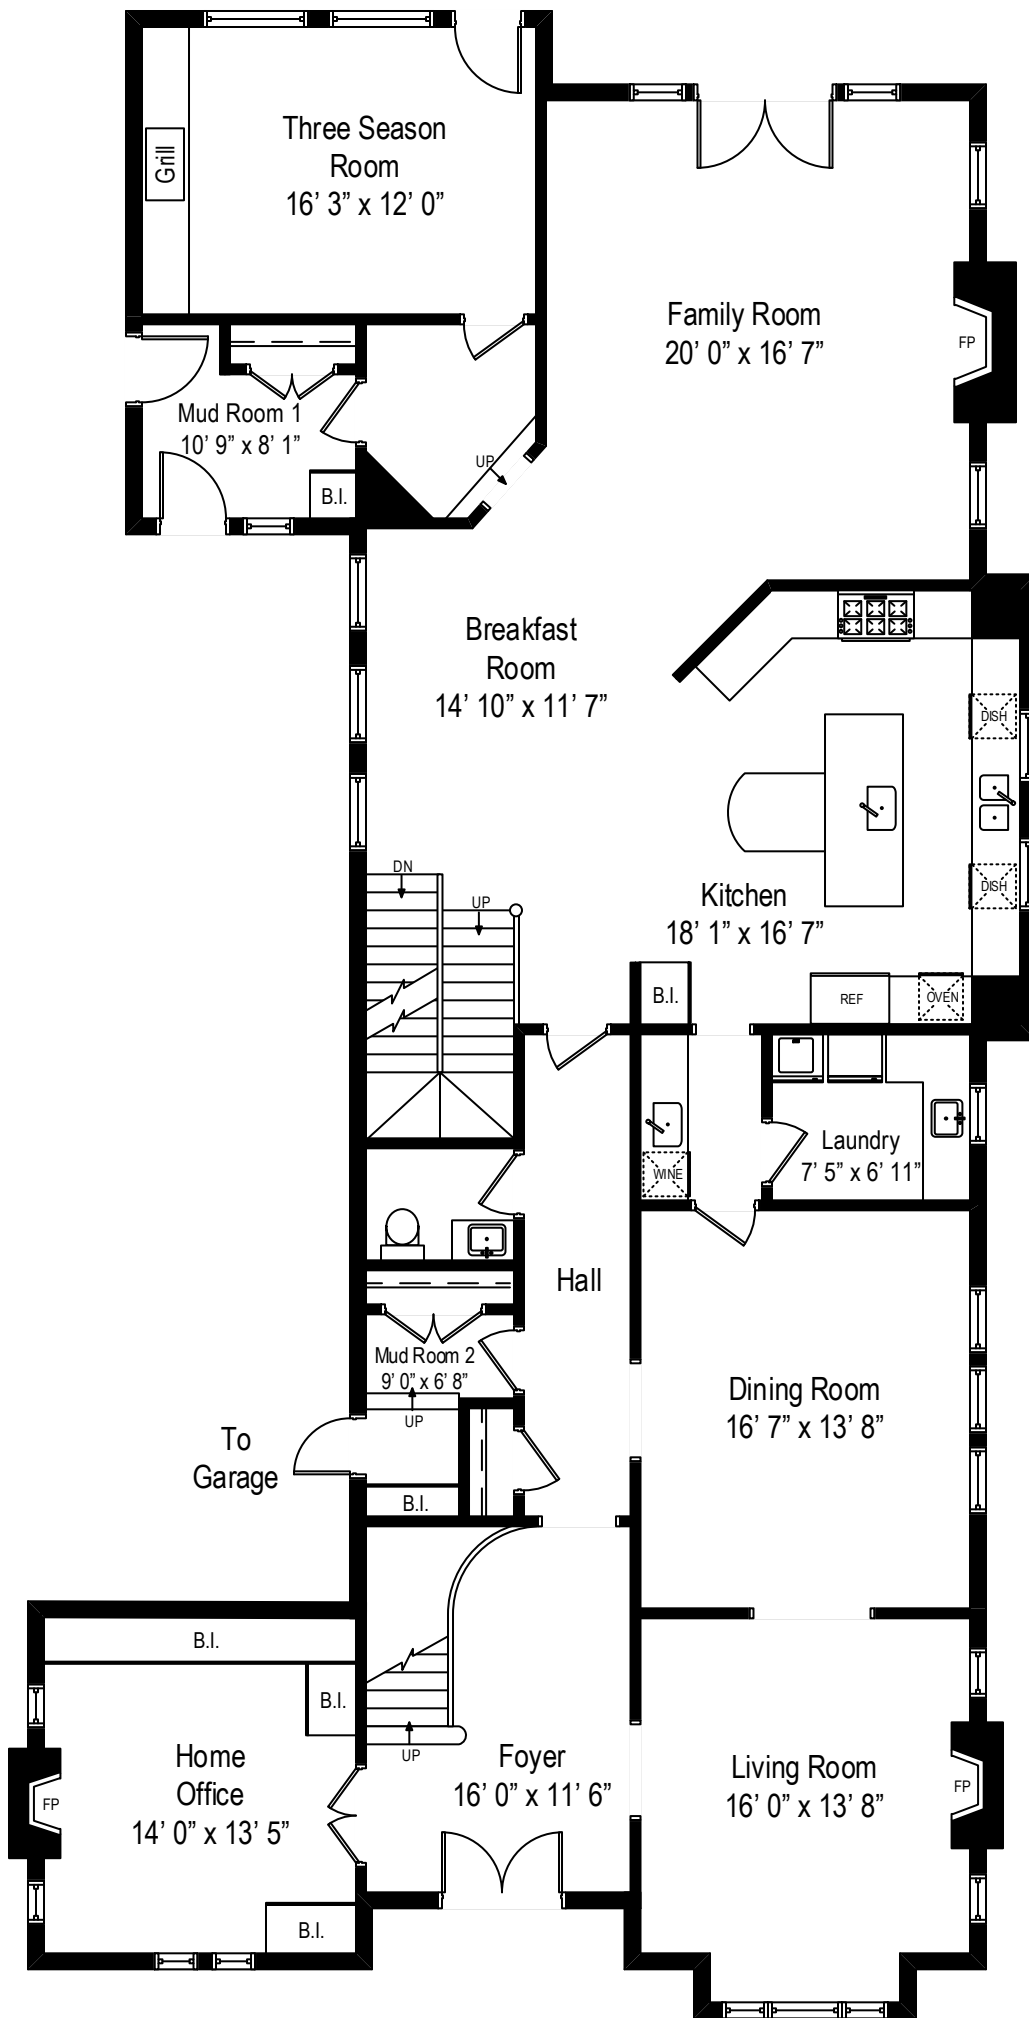 Three Season
Room
16’ 3” x 12’ 0”
Grill
Family Room
20’ 0” x 16’ 7”
FP
Mud Room 1
10’ 9” x 8’ 1”
UP
B.I.
Breakfast
Room
14’ 10” x 11’ 7”
DISH
DISH
DN
UP
Kitchen
18’ 1” x 16’ 7”
B.I.
REF
OVEN
Laundry
7’ 5” x 6’ 11”
WINE
Hall
Mud Room 2
9’ 0” x 6’ 8”
UP
Dining Room
16’ 7” x 13’ 8”
To
Garage
B.I.
B.I.
B.I.
UP
Home
Office
14’ 0” x 13’ 5”
FP
Foyer
16’ 0” x 11’ 6”
Living Room
16’ 0” x 13’ 8”
FP
B.I.